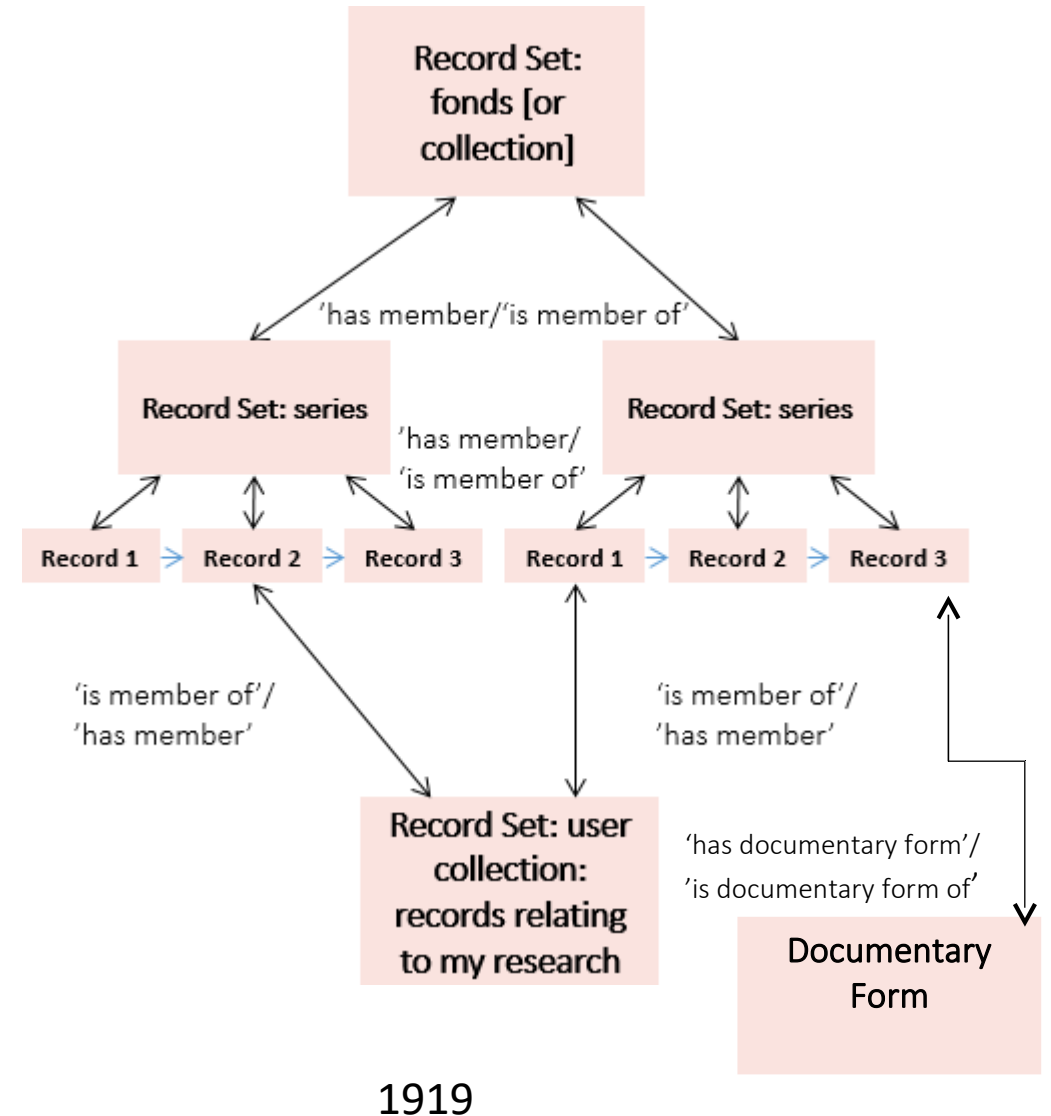 Record Set:
fonds [or
collection]
’has member/‘is member of’
Record Set: series
Record Set: series
’has member/
‘is member of’
Record 1
Record 2
Record 3
Record 1
Record 2
Record 3
‘is member of’/
’has member’
‘is member of’/
’has member’
Record Set: user
collection:
records relating
to my research
‘has documentary form’/
’is documentary form of’
Documentary
Form
1919